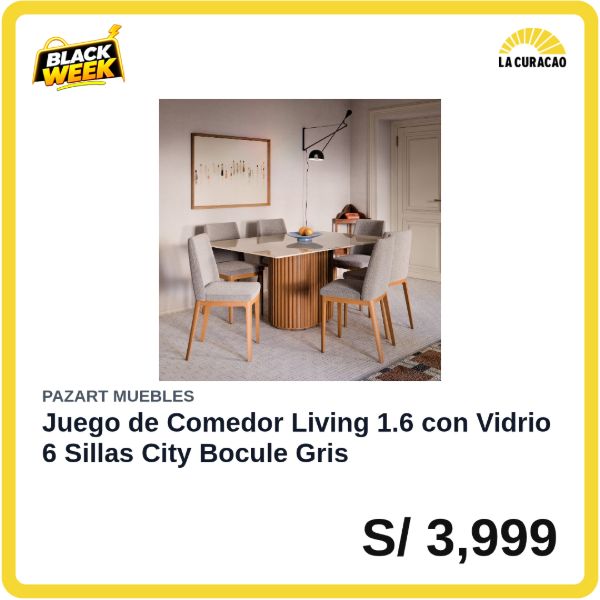 BLACK
WEEK
LA CURACAO
PAZART MUEBLES
Juego de Comedor Living 1.6 con Vidrio
6 Sillas City Bocule Gris
S/ 3,999